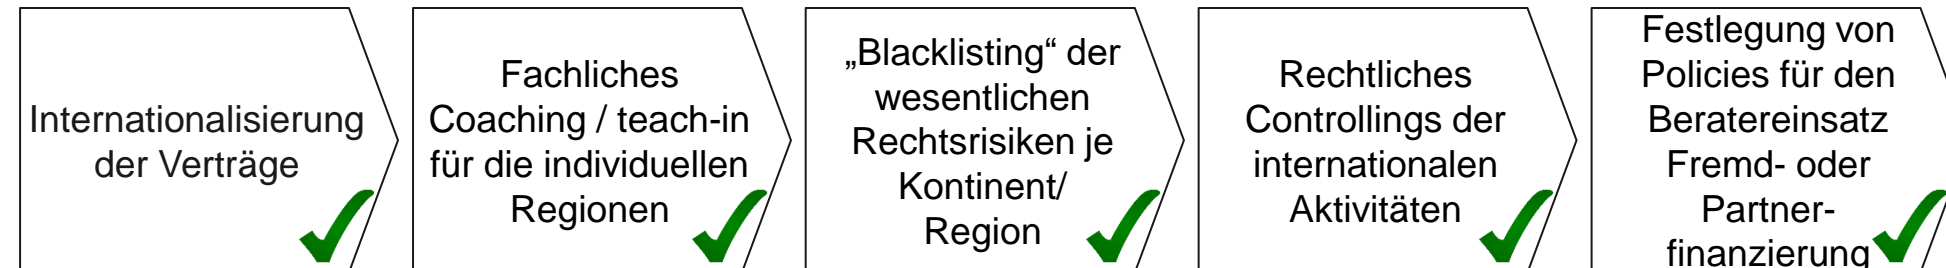 Internationalisierung
der Verträge
Fachliches
Coaching / teach-in
für die individuellen
Regionen
„Blacklisting“ der
wesentlichen
Rechtsrisiken je
Kontinent/
Region
Rechtliches
Controllings der
internationalen
Aktivitäten
Festlegung von
Policies für den
Beratereinsatz
Fremd- oder
Partner-
finanzierung